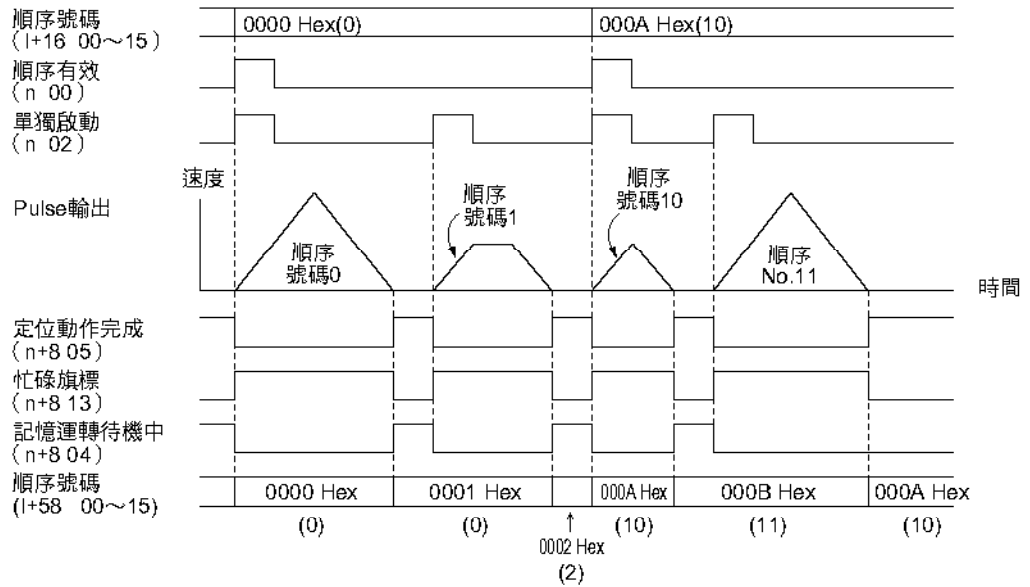 順序號碼
(I+16 00～15)
0000 Hex(0)
000A Hex(10)
順序有效
(n 00)
單獨啟動
(n 02)
速度
Pulse輸出
順序
號碼0
順序
號碼1
順序
號碼10
順序
No.11
時間
定位動作完成
(n+8 05)
忙碌旗標
(n+8 13)
記憶運轉待機中
(n+8 04)
順序號碼
(I+58 00～15)
0000 Hex
0001 Hex
000A Hex
000B Hex
000A Hex
(0)
(0)
↑
0002 Hex
(2)
(10)
(11)
(10)